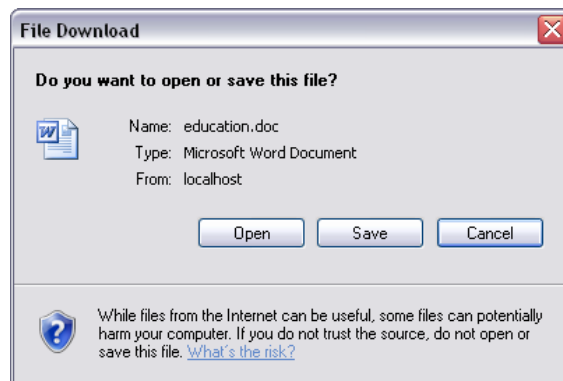 File Download
Do you want to open or save this file?
Name: education.doc
Type: Microsoft Word Document
From: localhost
Open Save Cancel
While files from the Internet can be useful, some files can potentially
harm your computer. If you do not trust the source, do not open or
save this file. What's the risk?